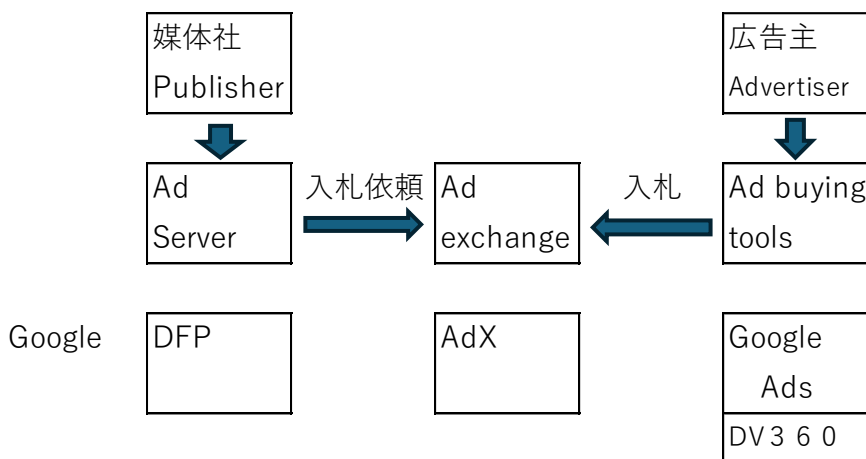 媒体社
Publisher
広告主
Advertiser
Ad
Server
入札依頼
Ad
exchange
入札
Ad buying
tools
Google
DFP
AdX
Google
Ads
DV３６０